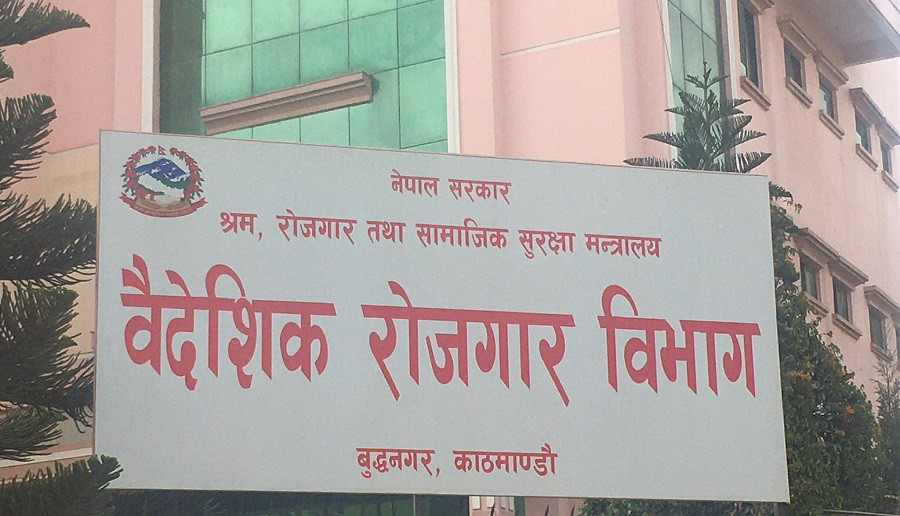 नेपाल सरकार
श्रम, रोजगार तथा सामाजिक सुरक्षा मन्त्रालय
वैदेशिक रोजगार विभाग
बुद्धनगर, काठमाण्डौ